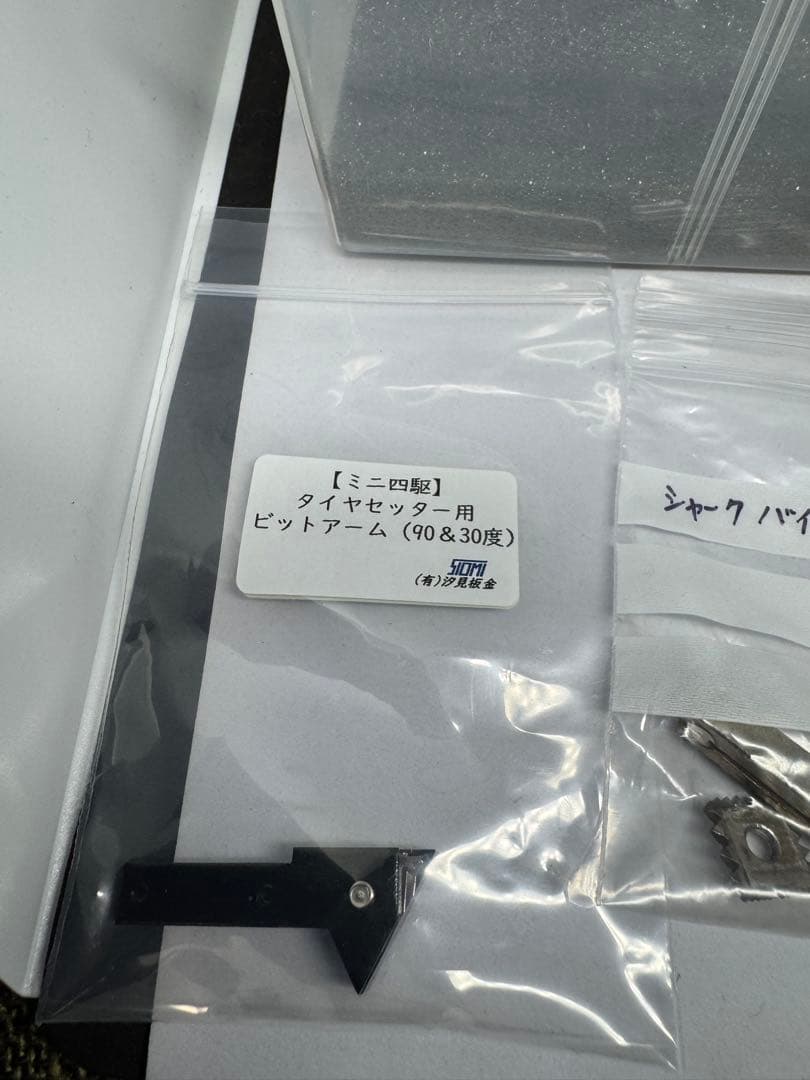 【ミニ四駆】
タイヤセッター用
ビットアーム（90＆30度）
SIOMI
(有)汐見板金
シャーク バイ